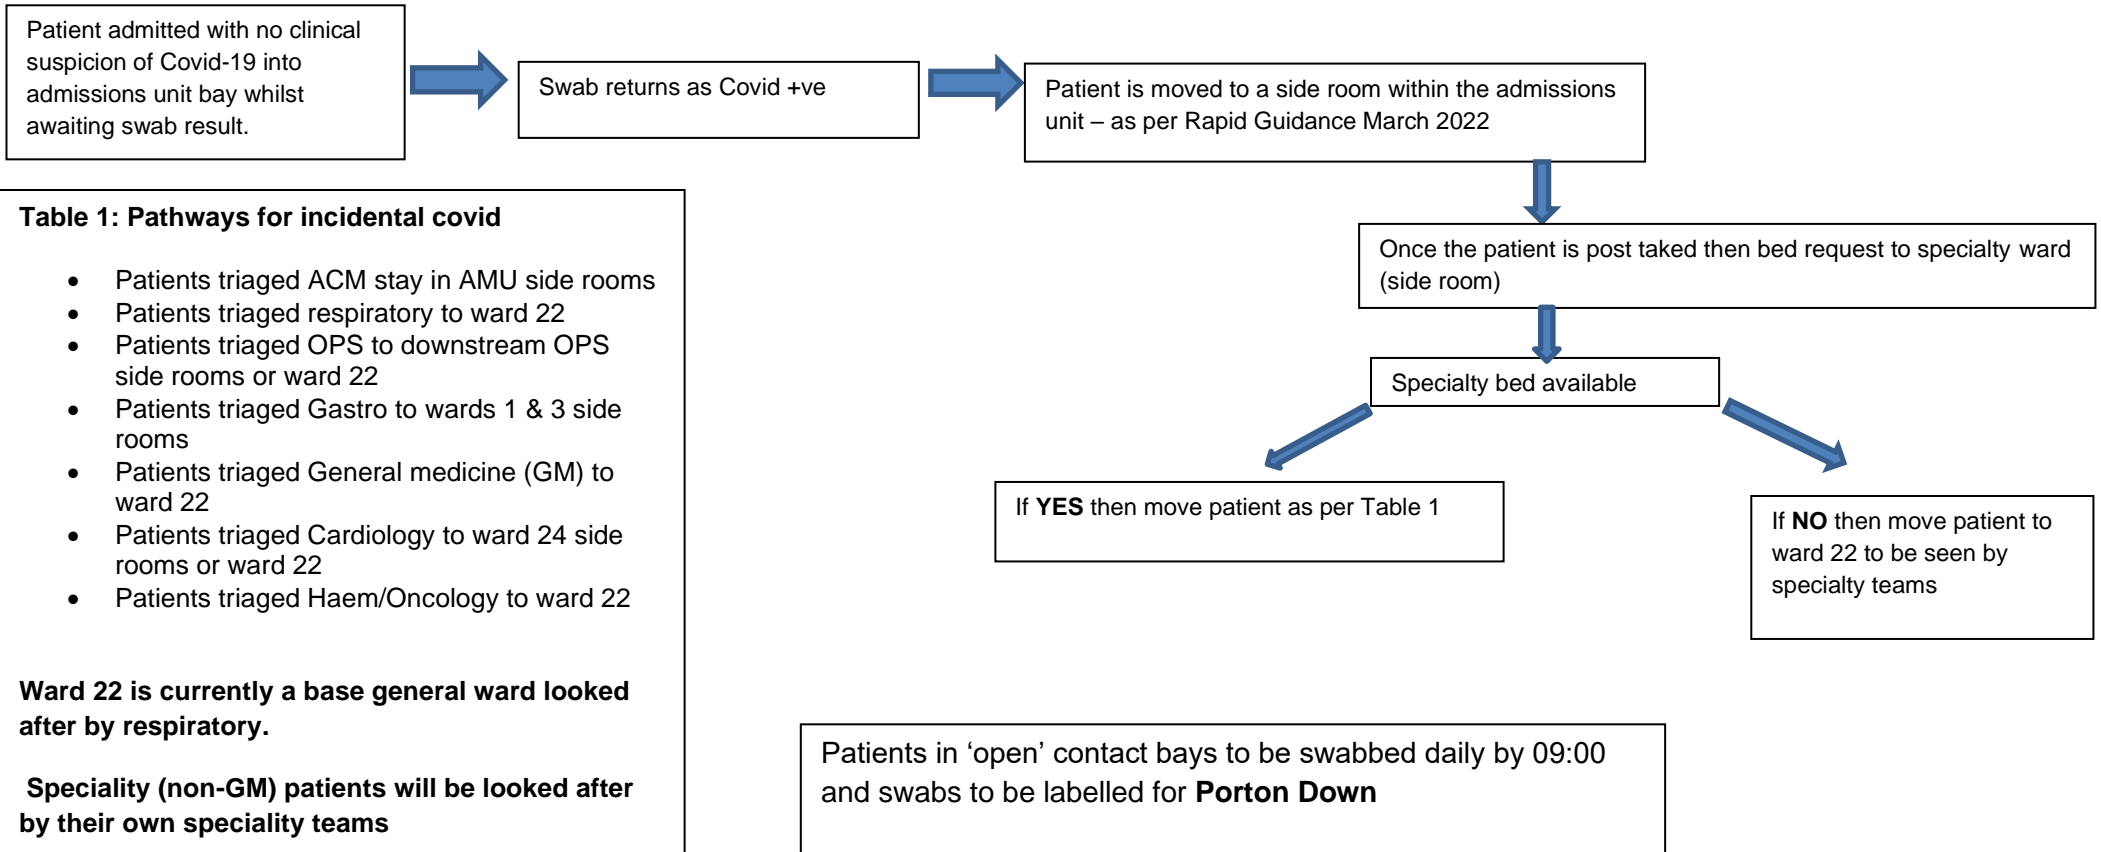 Patient admitted with no clinical
suspicion of Covid-19 into
admissions unit bay whilst
awaiting swab result.
Swab returns as Covid +ve
Patient is moved to a side room within the admissions
unit – as per Rapid Guidance March 2022
Once the patient is post taked then bed request to specialty ward
(side room)
Specialty bed available
If YES then move patient as per Table 1
If NO then move patient to
ward 22 to be seen by
specialty teams
Table 1: Pathways for incidental covid
• Patients triaged ACM stay in AMU side rooms
• Patients triaged respiratory to ward 22
• Patients triaged OPS to downstream OPS
side rooms or ward 22
• Patients triaged Gastro to wards 1 & 3 side
rooms
• Patients triaged General medicine (GM) to
ward 22
• Patients triaged Cardiology to ward 24 side
rooms or ward 22
• Patients triaged Haem/Oncology to ward 22
Ward 22 is currently a base general ward looked
after by respiratory.
Speciality (non-GM) patients will be looked after
by their own speciality teams
Patients in ‘open’ contact bays to be swabbed daily by 09:00
and swabs to be labelled for Porton Down